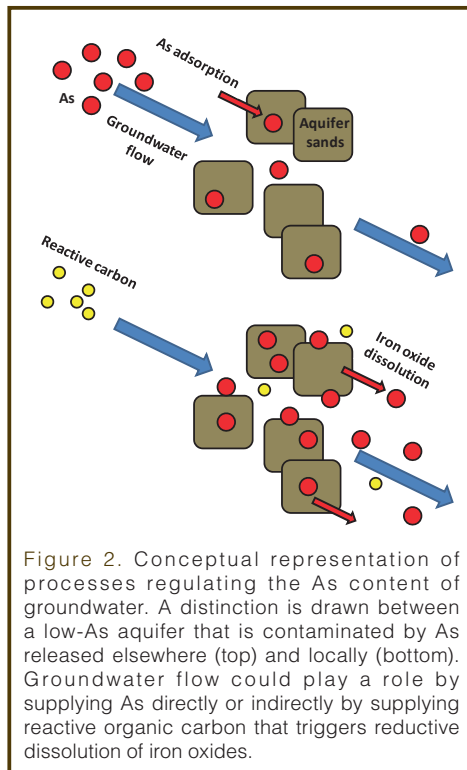 As adsorption
As
Aquifer
sands
Groundwater
flow
Reactive carbon
Iron oxide
dissolution
Figure 2. Conceptual representation of
processes regulating the As content of
groundwater. A distinction is drawn between
a low-As aquifer that is contaminated by As
released elsewhere (top) and locally (bottom).
Groundwater flow could play a role by
supplying As directly or indirectly by supplying
reactive organic carbon that triggers reductive
dissolution of iron oxides.